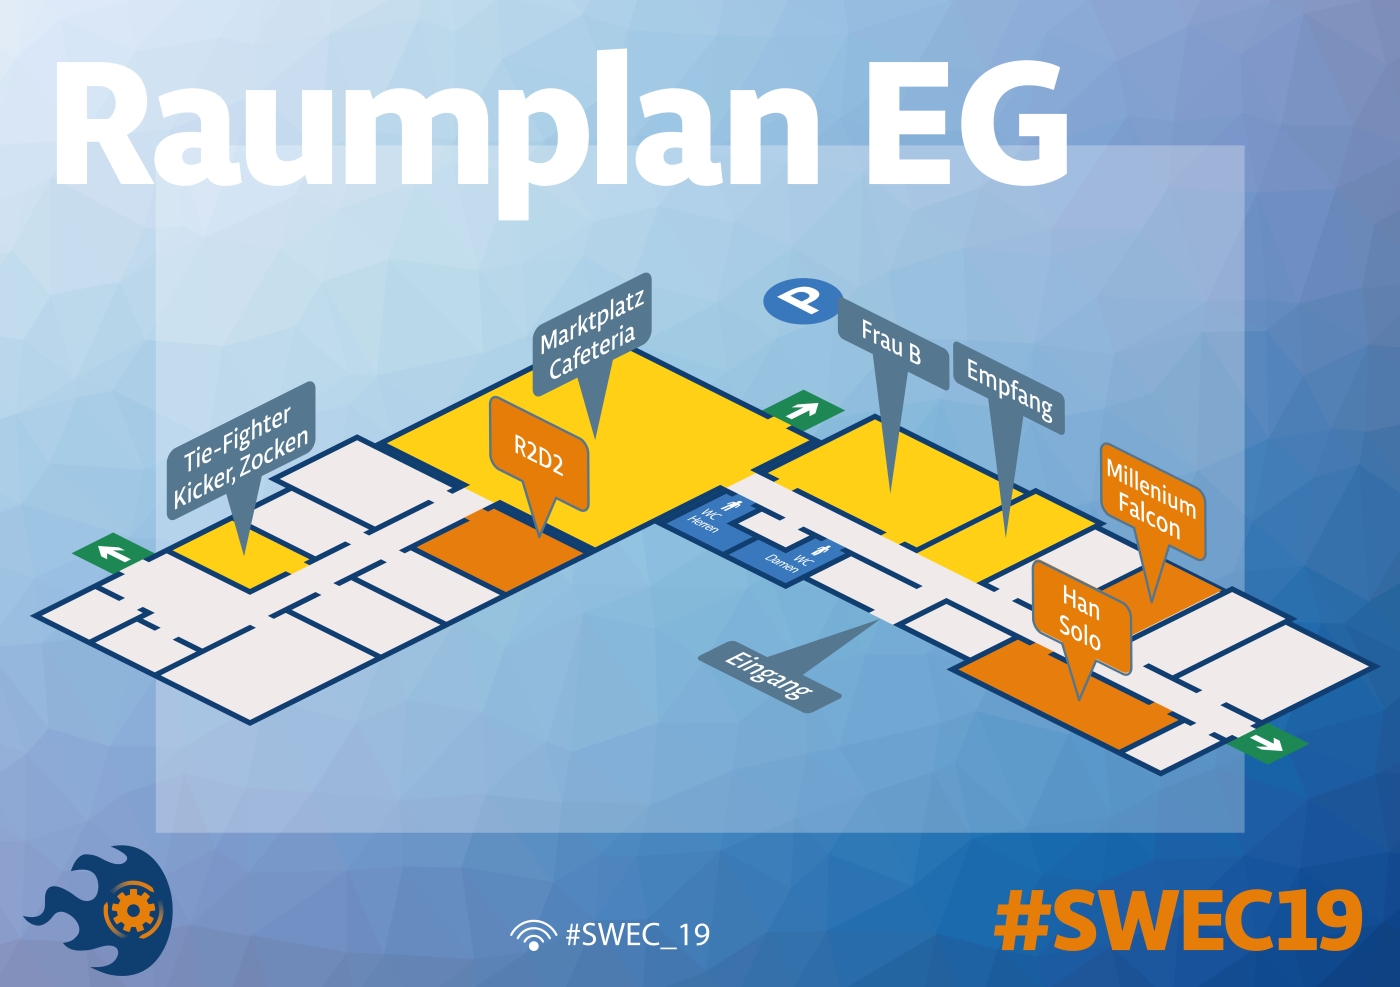 Raumplan EG
Marktplatz
Cafeteria
P
Frau B
Empfang
Tie-Fighter
Kicker, Zocken
R2D2
Millenium
Falcon
WC
Herren
WC
Damen
Han
Solo
Eingang
#SWEC_19
#SWEC19